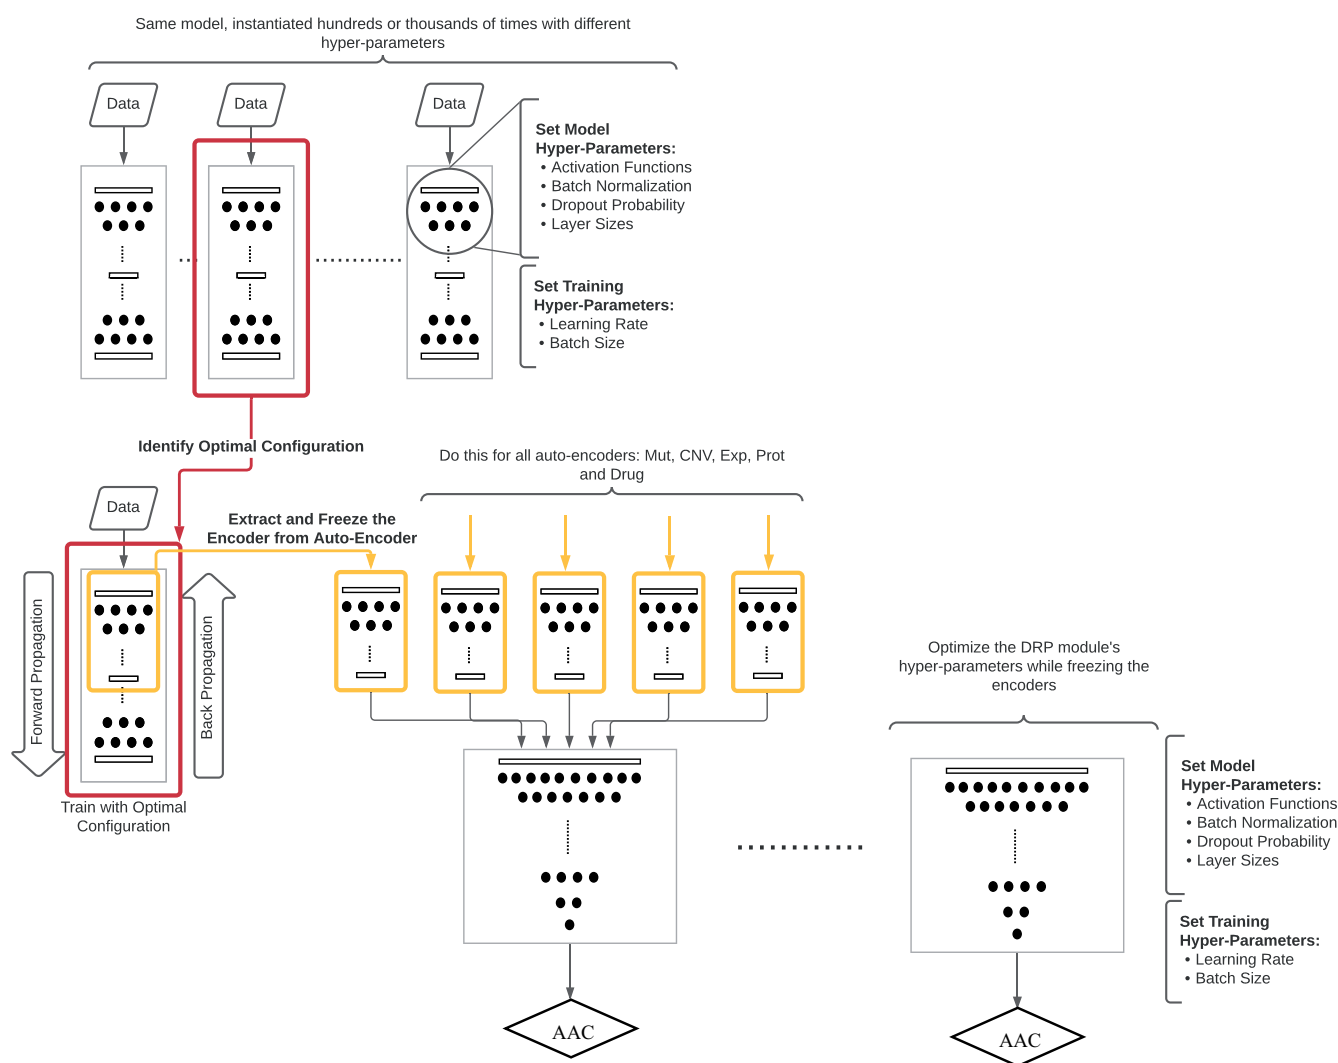 Same model, instantiated hundreds or thousands of times with different
hyper-parameters
Data
Data
Data
Set Model
Hyper-Parameters:
• Activation Functions
• Batch Normalization
• Dropout Probability
• Layer Sizes
Set Training
Hyper-Parameters:
• Learning Rate
• Batch Size
Identify Optimal Configuration
Do this for all auto-encoders: Mut, CNV, Exp, Prot
and Drug
Data
Extract and Freeze the
Encoder from Auto-Encoder
Forward Propagation
Back Propagation
Train with Optimal
Configuration
Optimize the DRP module's
hyper-parameters while freezing the
encoders
Set Model
Hyper-Parameters:
• Activation Functions
• Batch Normalization
• Dropout Probability
• Layer Sizes
Set Training
Hyper-Parameters:
• Learning Rate
• Batch Size
AAC
AAC